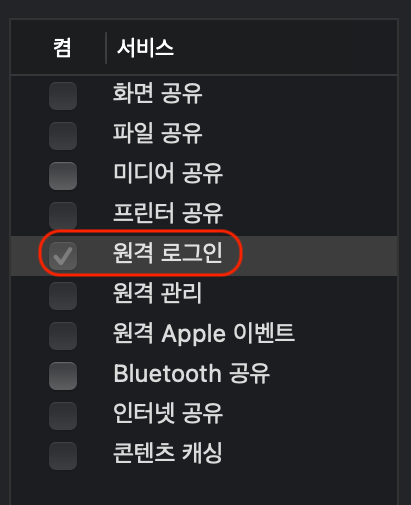 켬 서비스
화면 공유
파일 공유
미디어 공유
프린터 공유
원격 로그인
원격 관리
원격 Apple 이벤트
Bluetooth 공유
인터넷 공유
콘텐츠 캐싱